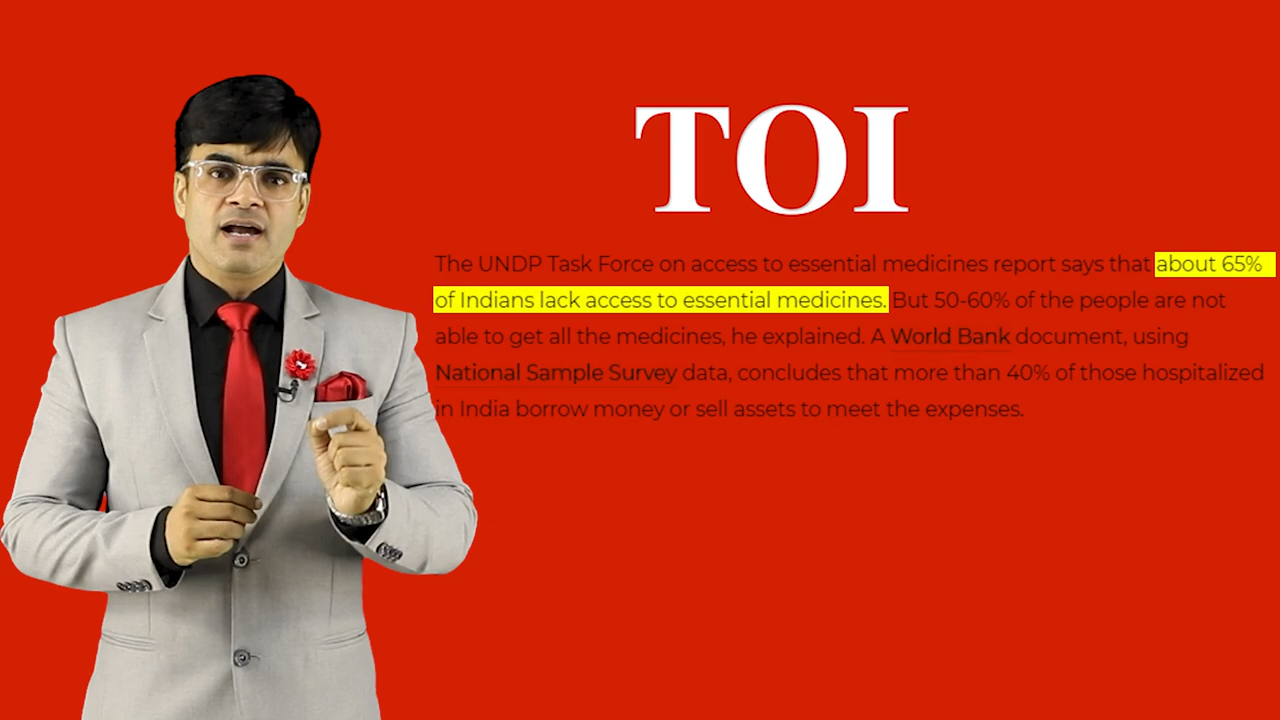 TOI
The UNDP Task Force on access to essential medicines report says that about 65%
of Indians lack access to essential medicines. But 50-60% of the people are not
able to get all the medicines, he explained. A World Bank document, using
National Sample Survey data, concludes that more than 40% of those hospitalized
in India borrow money or sell assets to meet the expenses.